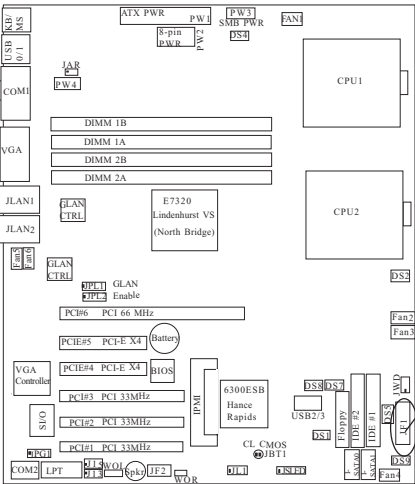 KB/
MS
ATX PWR
PW1
PW3
SMB PWR
FAN1
USB
0/1
8-pin
PWR
PW2
DS4
JAR
PW4
CPU1
COM1
DIMM 1B
DIMM 1A
DIMM 2B
DIMM 2A
VGA
JLAN1
JLAN2
GLAN
CTRL
E7320
Lindenhurst VS
(North Bridge)
CPU2
Fan5
Fan6
GLAN
CTRL
DS2
JPL1
JPL2
GLAN
Enable
PCI#6 PCI 66 MHz
Fan2
Fan3
PCIE#5 PCI-E X4
Battery
VGA
Controller
PCIE#4 PCI-E X4
BIOS
IPMI
6300ESB
Hance
Rapids
DS8
DS7
JWD
PCI#3 PCI 33MHz
USB2/3
Floppy
IDE #2
IDE #1
DS5
JF1
SI/O
PCI#2 PCI 33MHz
DS1
PCI#1 PCI 33MHz
CL CMOS
JBT1
JPG1
DS9
COM2
LPT
WOL
Spkr
JF2
WOR
JL1
JSLED
I-SATA0
I-SATA1
Fan4